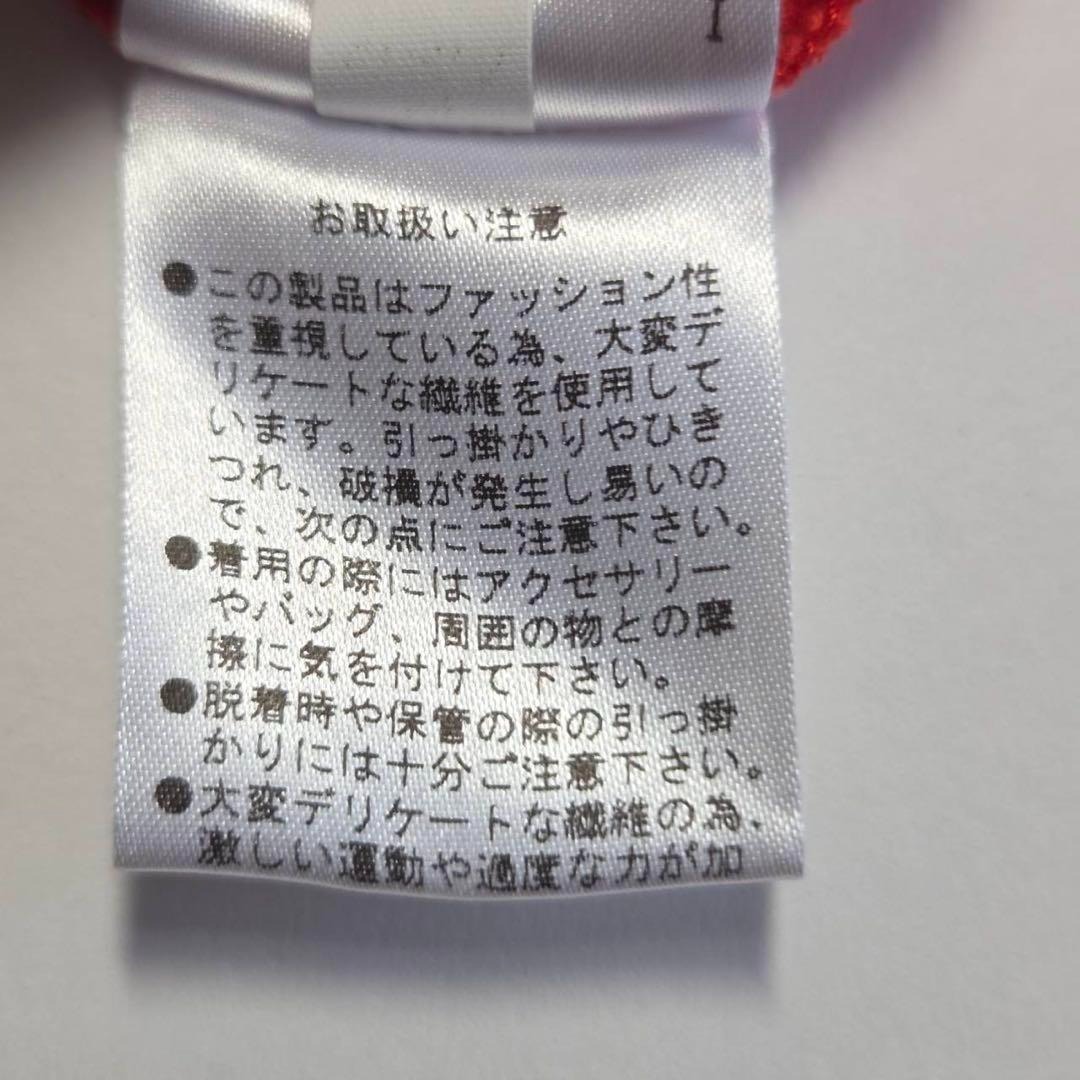 I
お取扱い注意
●この製品はファッション性
を重視している為、大変デ
リケートな繊維を使用して
います。引っ掛かりやひき
つれ、破損が発生し易いの
で、次の点にご注意下さい。
●着用の際にはアクセサリー
やバッグ、周囲の物との摩
擦に気を付けて下さい。
●脱着時や保管の際の引っ掛
かりには十分ご注意下さい。
●大変デリケートな繊維の為、
激しい運動や過度な力が加